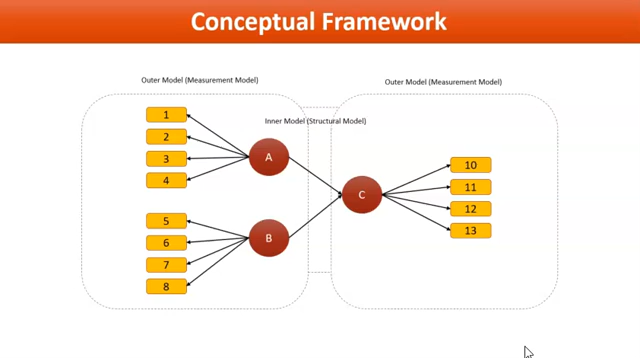 Conceptual Framework
Outer Model (Measurement Model)
Outer Model (Measurement Model)
Inner Model (Structural Model)
1
2
3
4
A
5
6
7
8
B
C
10
11
12
13